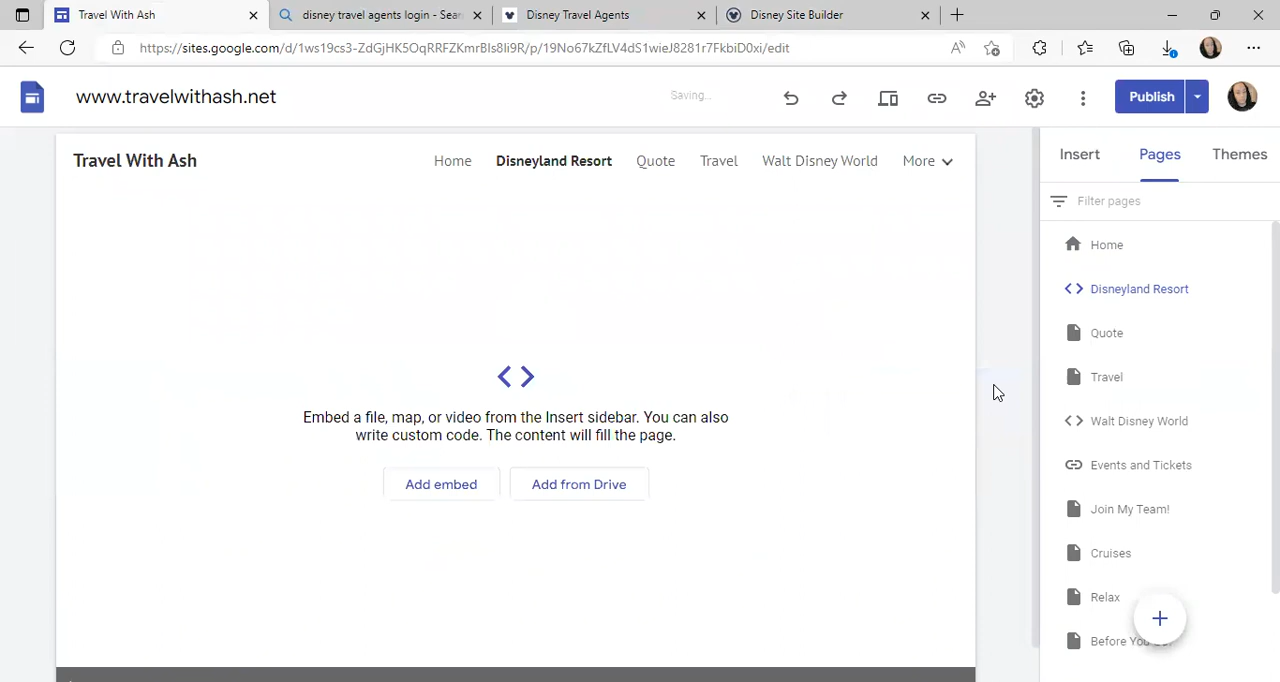 Travel With Ash
disney travel agents login - Sear
Disney Travel Agents
Disney Site Builder
https://sites.google.com/d/1ws19cs3-ZdGjHK5OqRRFZKmrBIs8li9R/p/19No67kZfLV4dS1wieJ8281r7FkbiD0xi/edit
www.travelwithash.net
Saving...
Publish
Travel With Ash
Home
Disneyland Resort
Quote
Travel
Walt Disney World
More
Embed a file, map, or video from the Insert sidebar. You can also
write custom code. The content will fill the page.
Add embed
Add from Drive
Insert
Pages
Themes
Filter pages
Home
Disneyland Resort
Quote
Travel
Walt Disney World
Events and Tickets
Join My Team!
Cruises
Relax
Before You